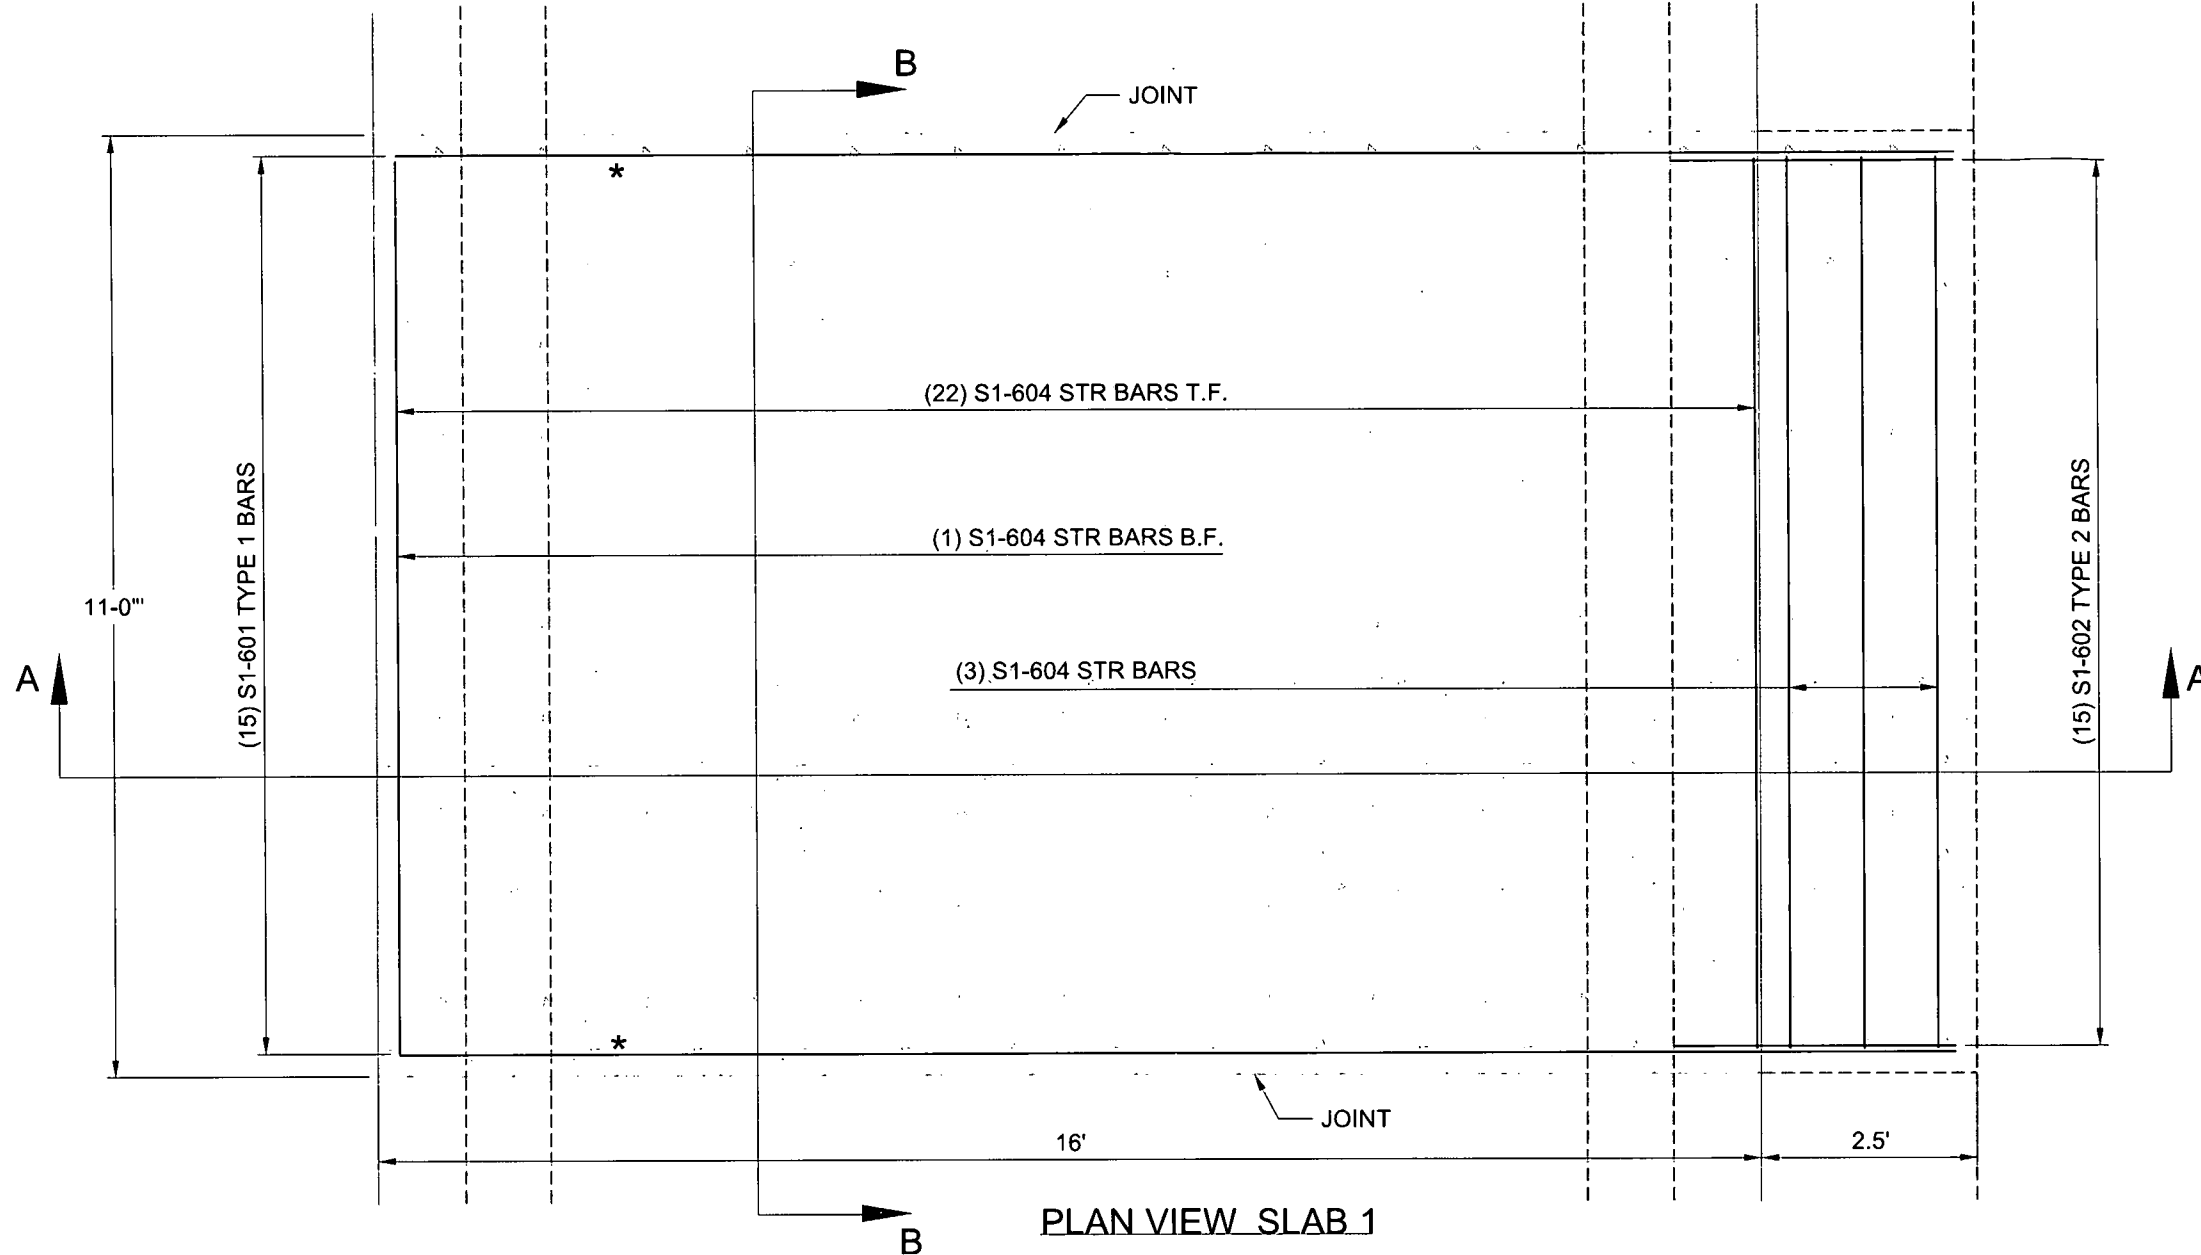 B
JOINT
*
(22) S1-604 STR BARS T.F.
(1) S1-604 STR BARS B.F.
(15) S1-601 TYPE 1 BARS
(15) S1-602 TYPE 2 BARS
11-0"'
(3) S1-604 STR BARS
A
A
*
JOINT
16'
2.5'
PLAN VIEW SLAB 1
B